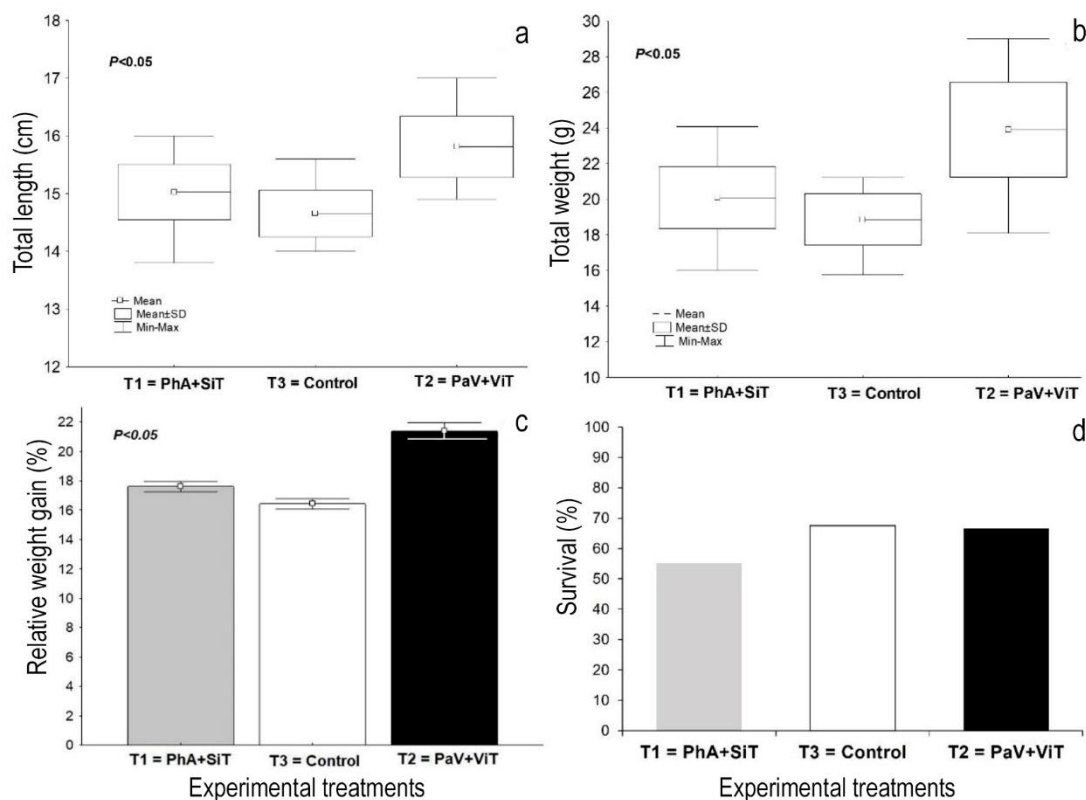 a
Total length (cm)
18
17
16
15
14
13
12
P<0.05
Mean
Mean±SD
Min-Max
T1 = PhA+SiT
T3 = Control
T2 = PaV+ViT
b
Total weight (g)
30
28
26
24
22
20
18
16
14
12
10
P<0.05
Mean
Mean±SD
Min-Max
T1 = PhA+SiT
T3 = Control
T2 = PaV+ViT
c
Relative weight gain (%)
22
20
18
16
14
12
10
8
6
4
2
0
P<0.05
T1 = PhA+SiT
T3 = Control
T2 = PaV+ViT
Experimental treatments
d
Survival (%)
100
90
80
70
60
50
40
30
20
10
0
T1 = PhA+SiT
T3 = Control
T2 = PaV+ViT
Experimental treatments